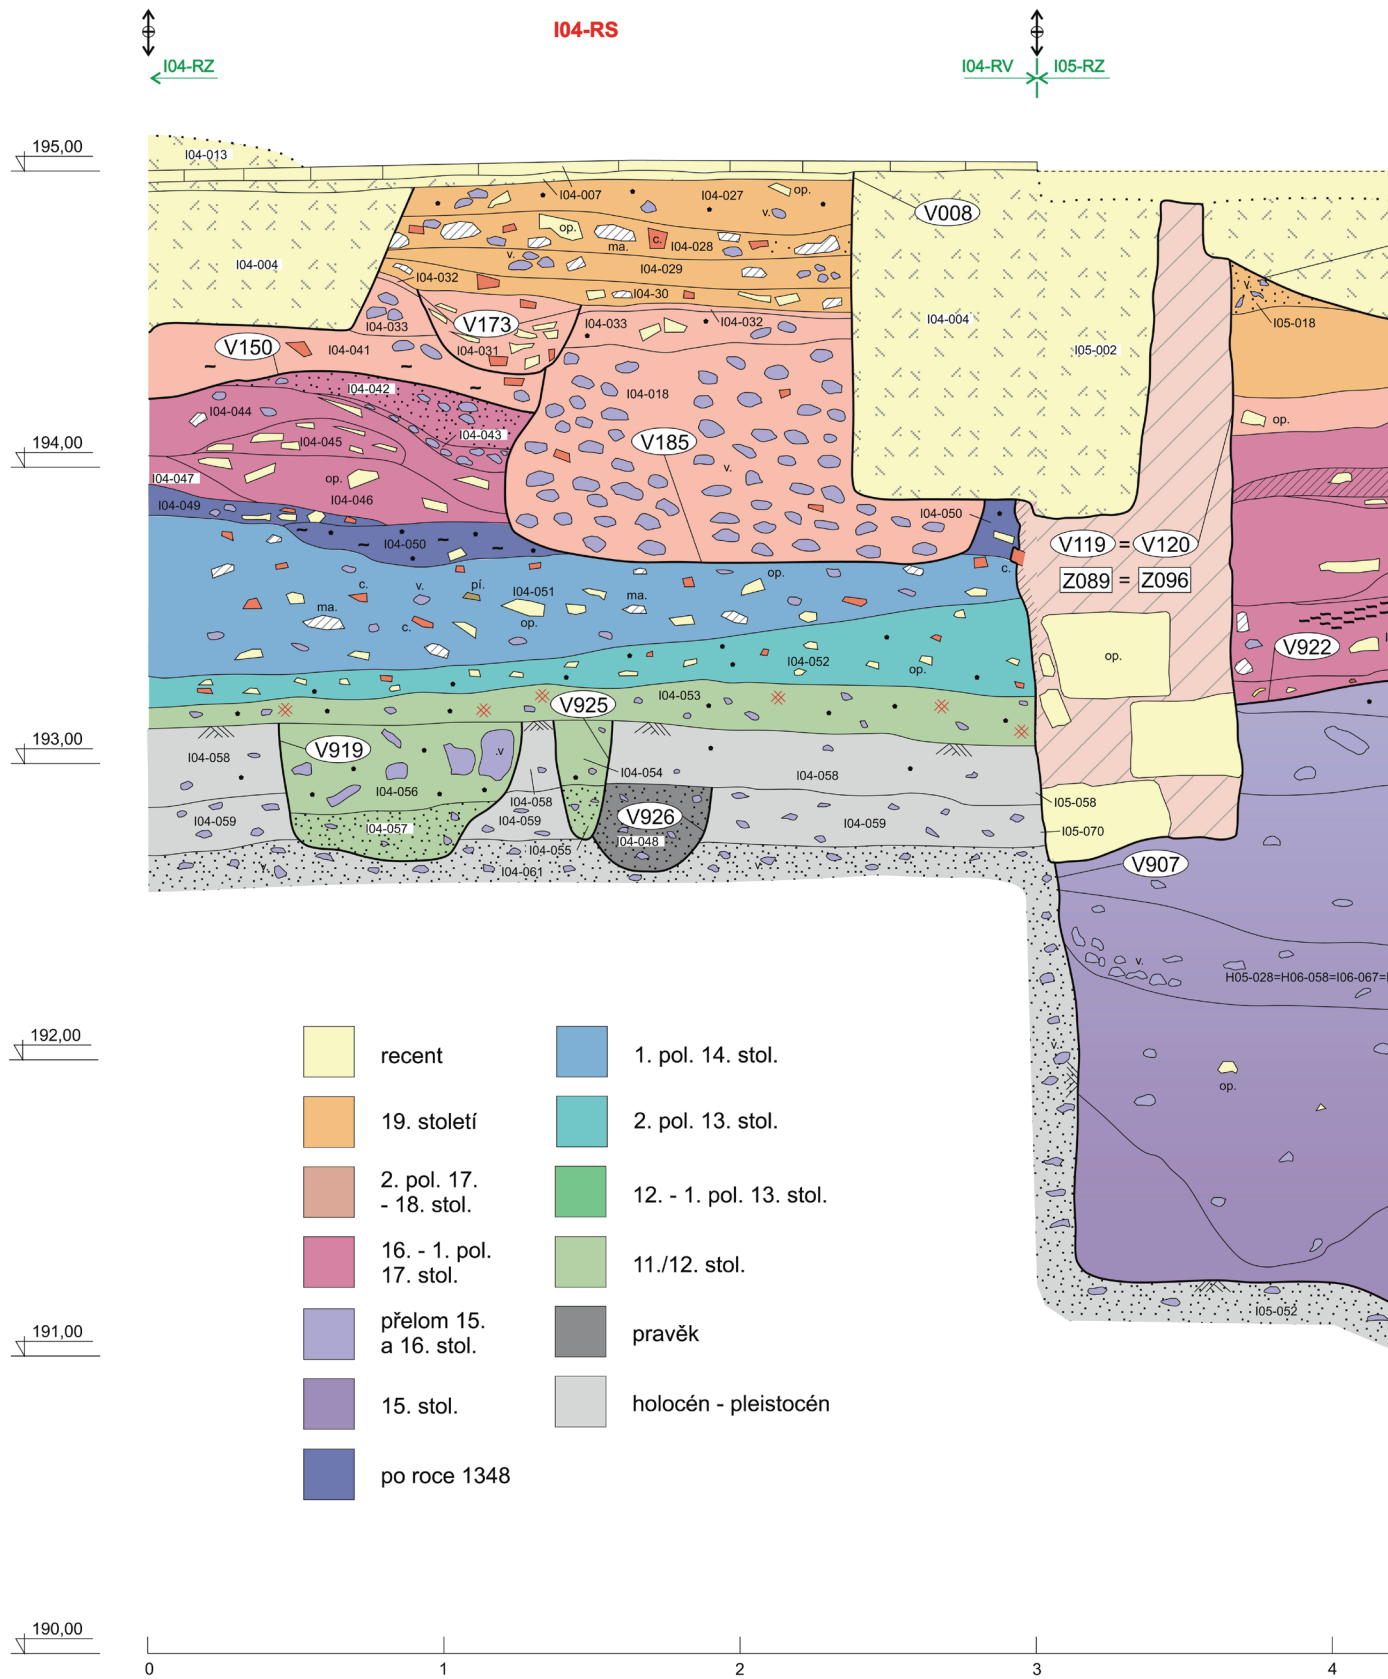 I04-RS
I04-RZ
I04-RV
I05-RZ
195,00
I04-013
I04-007
I04-027
op.
V008
v.
op.
ma.
c.
I04-028
v.
I04-004
I04-032
I04-029
I04-30
v.
I05-018
V173
I04-033
I04-033
I04-032
I04-004
V150
I04-041
I04-031
I05-002
I04-042
I04-018
I04-044
op.
194,00
I04-045
I04-043
V185
v.
I04-047
op.
I04-046
I04-049
I04-050
I04-050
V119 = V120
Z089 = Z096
c.
v.
pí.
I04-051
op.
c.
ma.
ma.
c.
op.
V922
I04-052
op.
op.
I04-053
V925
193,00
V919
.v
I04-058
I04-054
I04-058
I04-056
I04-058
I05-058
I04-059
I04-057
I04-059
V926
I04-059
I05-070
I04-055
I04-048
v.
I04-061
v.
V907
v.
H05-028=H06-058=I06-067=
192,00
v.
op.
191,00
I05-052
recent
19. století
2. pol. 17.
- 18. stol.
16. - 1. pol.
17. stol.
přelom 15.
a 16. stol.
15. stol.
po roce 1348
1. pol. 14. stol.
2. pol. 13. stol.
12. - 1. pol. 13. stol.
11./12. stol.
pravěk
holocén - pleistocén
190,00
0 1 2 3 4